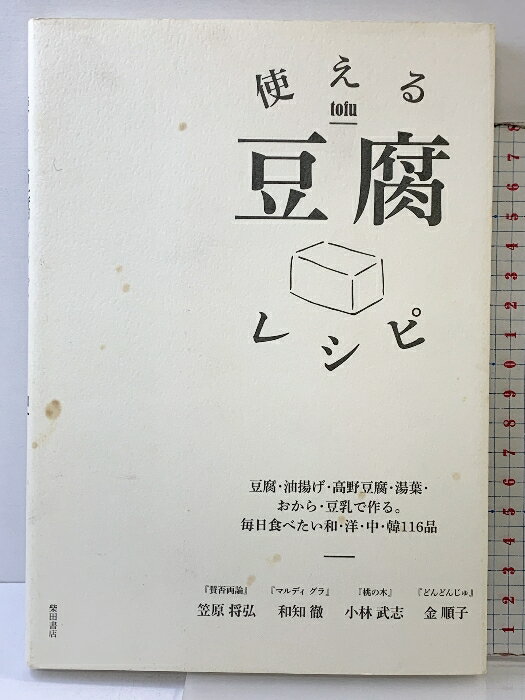 使える
tofu
豆腐
レシピ
豆腐・油揚げ・高野豆腐・湯葉・
おから・豆乳で作る。
毎日食べたい和・洋・中・韓116品
『賛否両論』 『マルディ グラ』 『桃の木』 『どんどんじゅ』
笠原 将弘 和知 徹 小林 武志 金 順子
柴田書店